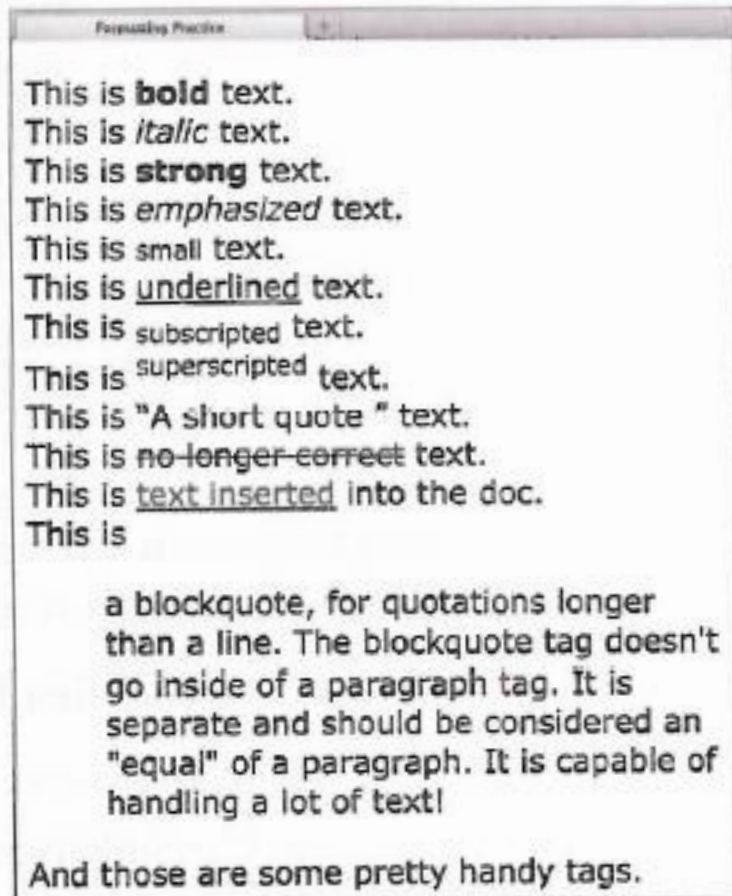 Formatting Practice
+
This is bold text.
This is italic text.
This is strong text.
This is emphasized text.
This is small text.
This is underlined text.
This is subscripted text.
This is superscripted text.
This is "A short quote " text.
This is no longer correct text.
This is text inserted into the doc.
This is
a blockquote, for quotations longer
than a line. The blockquote tag doesn't
go inside of a paragraph tag. It is
separate and should be considered an
"equal" of a paragraph. It is capable of
handling a lot of text!
And those are some pretty handy tags.